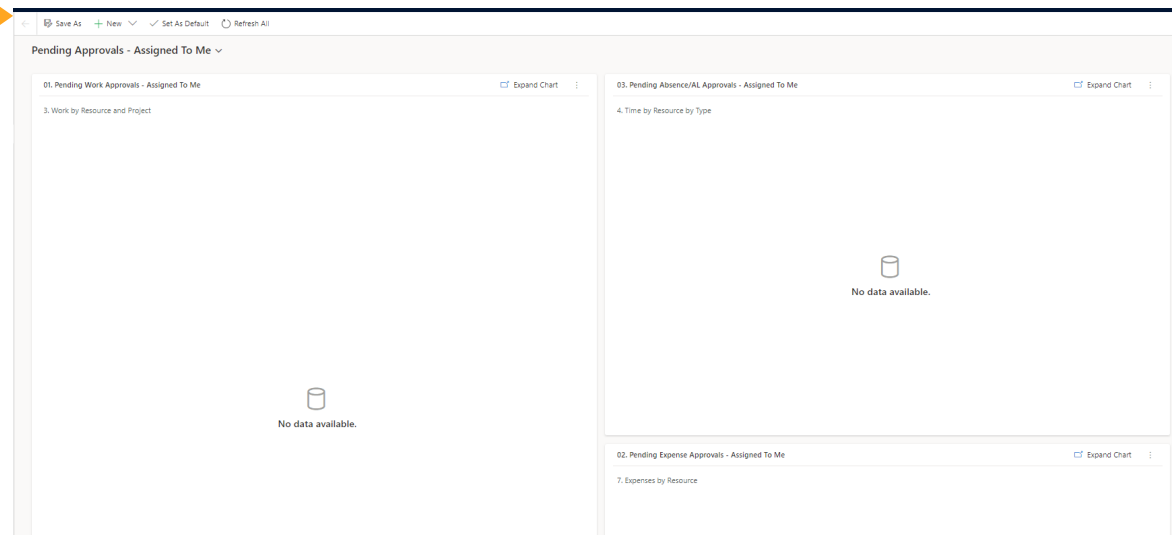 Save As New Set As Default Refresh All
Pending Approvals - Assigned To Me
01. Pending Work Approvals - Assigned To Me Expand Chart
3. Work by Resource and Project
No data available.
03. Pending Absence/AL Approvals - Assigned To Me Expand Chart
4. Time by Resource by Type
No data available.
02. Pending Expense Approvals - Assigned To Me Expand Chart
7. Expenses by Resource